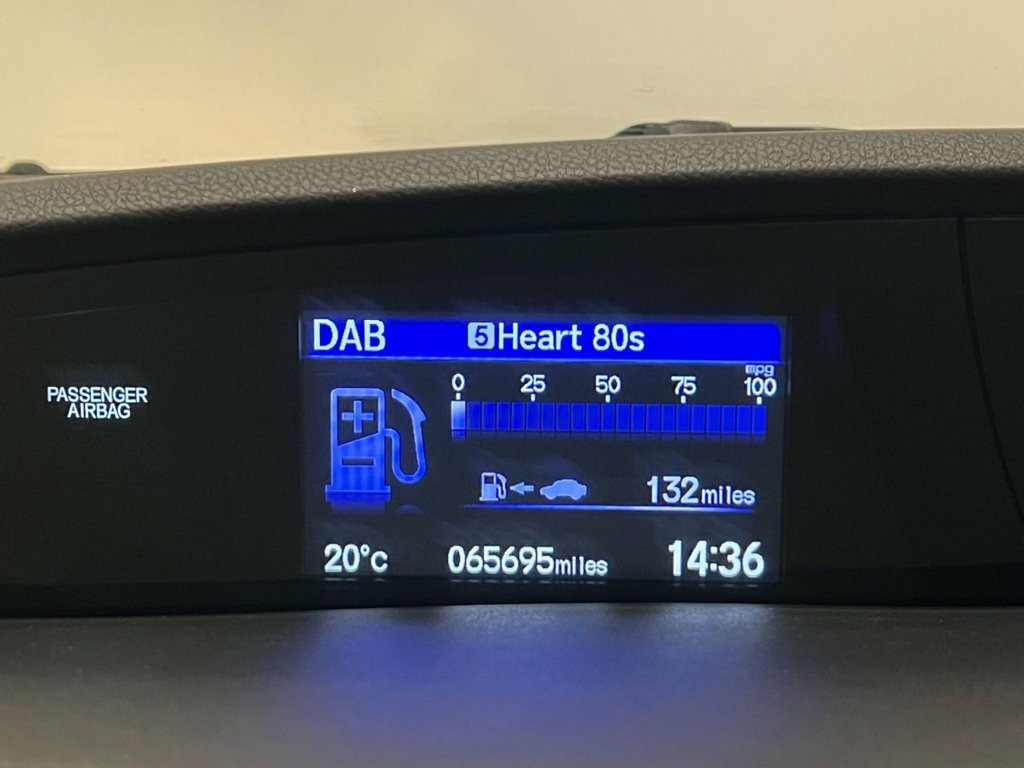 DAB 5 Heart 80s
mpg
0 25 50 75 100
PASSENGER
AIRBAG
132 miles
20°c 065695 miles 14:36